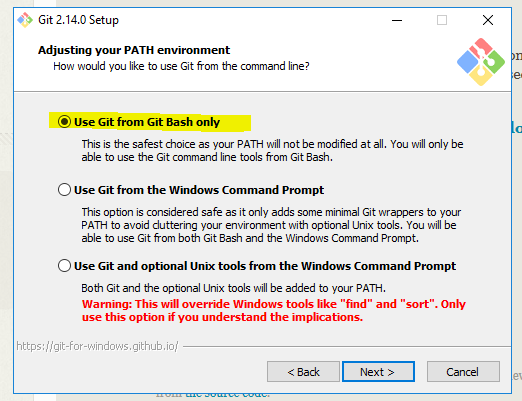 Git 2.14.0 Setup
Adjusting your PATH environment
How would you like to use Git from the command line?
Use Git from Git Bash only
This is the safest choice as your PATH will not be modified at all. You will only be
able to use the Git command line tools from Git Bash.
Use Git from the Windows Command Prompt
This option is considered safe as it only adds some minimal Git wrappers to your
PATH to avoid cluttering your environment with optional Unix tools. You will be
able to use Git from both Git Bash and the Windows Command Prompt.
Use Git and optional Unix tools from the Windows Command Prompt
Both Git and the optional Unix tools will be added to your PATH.
Warning: This will override Windows tools like "find" and "sort". Only
use this option if you understand the implications.
https://git-for-windows.github.io/
< Back
Next >
Cancel
from the source code.